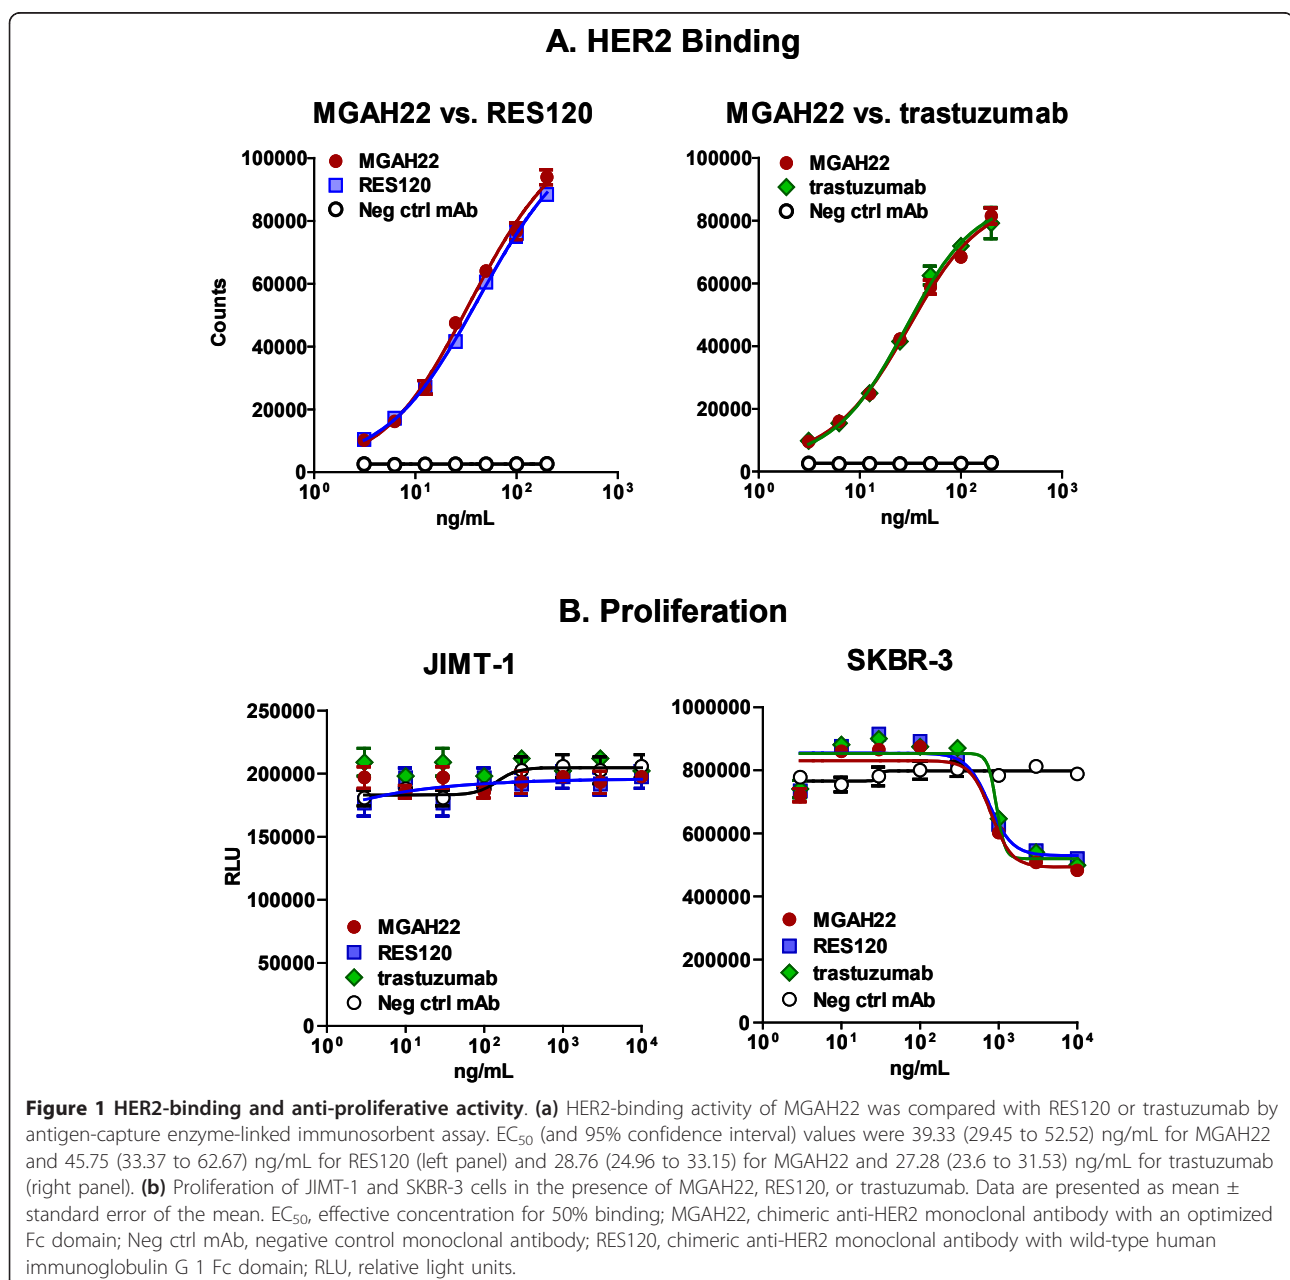 A. HER2 Binding
MGAH22 vs. RES120
100000
80000
60000
40000
20000
0
Counts
MGAH22
RES120
Neg ctrl mAb
10⁰
10¹
10²
10³
ng/mL
MGAH22 vs. trastuzumab
100000
80000
60000
40000
20000
0
MGAH22
trastuzumab
Neg ctrl mAb
10⁰
10¹
10²
10³
ng/mL
B. Proliferation
JIMT-1
250000
200000
150000
100000
50000
0
RLU
MGAH22
RES120
trastuzumab
Neg ctrl mAb
10⁰
10¹
10²
10³
10⁴
ng/mL
SKBR-3
1000000
800000
600000
400000
200000
0
MGAH22
RES120
trastuzumab
Neg ctrl mAb
10⁰
10¹
10²
10³
10⁴
ng/mL
Figure 1 HER2-binding and anti-proliferative activity. (a) HER2-binding activity of MGAH22 was compared with RES120 or trastuzumab by
antigen-capture enzyme-linked immunosorbent assay. EC₅₀ (and 95% confidence interval) values were 39.33 (29.45 to 52.52) ng/mL for MGAH22
and 45.75 (33.37 to 62.67) ng/mL for RES120 (left panel) and 28.76 (24.96 to 33.15) for MGAH22 and 27.28 (23.6 to 31.53) ng/mL for trastuzumab
(right panel). (b) Proliferation of JIMT-1 and SKBR-3 cells in the presence of MGAH22, RES120, or trastuzumab. Data are presented as mean ±
standard error of the mean. EC₅₀, effective concentration for 50% binding; MGAH22, chimeric anti-HER2 monoclonal antibody with an optimized
Fc domain; Neg ctrl mAb, negative control monoclonal antibody; RES120, chimeric anti-HER2 monoclonal antibody with wild-type human
immunoglobulin G 1 Fc domain; RLU, relative light units.